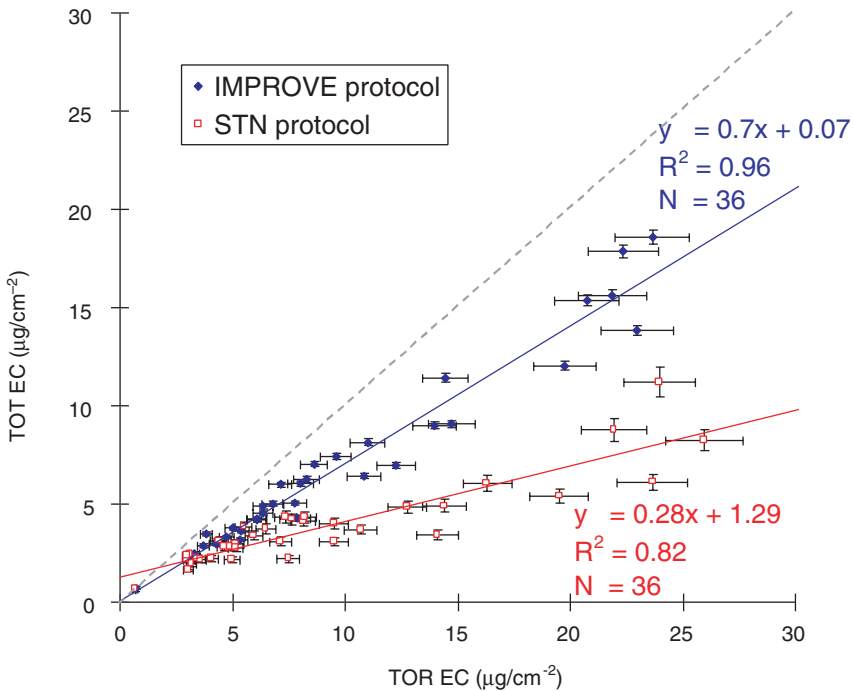 30
25
20
15
10
5
0
TOT EC (μg/cm⁻²)
IMPROVE protocol
STN protocol
y = 0.7x + 0.07
R² = 0.96
N = 36
y = 0.28x + 1.29
R² = 0.82
N = 36
0 5 10 15 20 25 30
TOR EC (μg/cm⁻²)